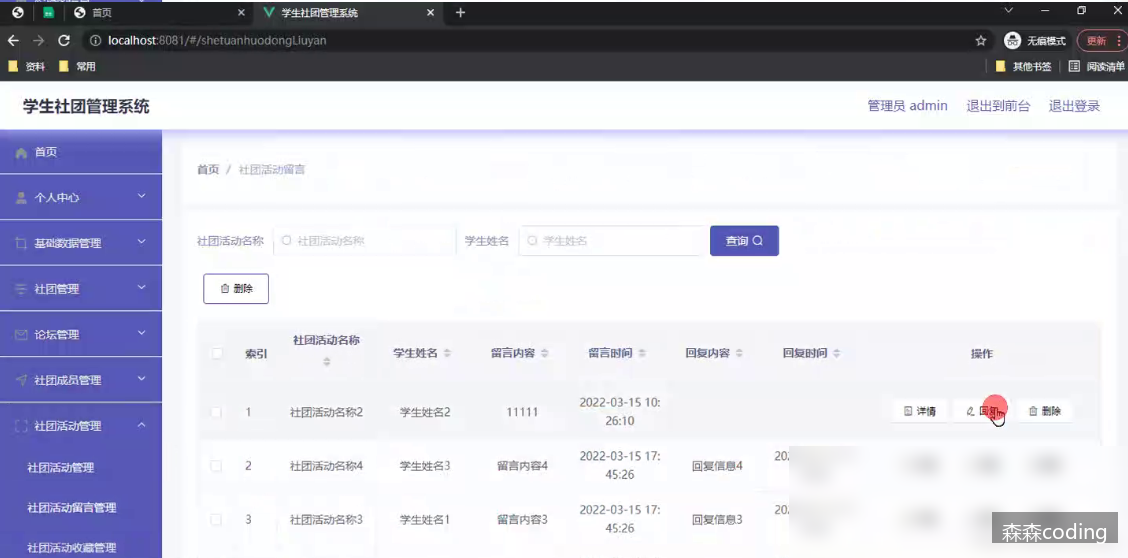 首页
学生社团管理系统
localhost:8081/#/shetuanhuodongLiuyan
无痕模式
更新
资料
常用
其他书签
阅读清单
学生社团管理系统
管理员 admin
退出到前台
退出登录
首页
个人中心
基础数据管理
社团管理
论坛管理
社团成员管理
社团活动管理
社团活动管理
社团活动留言管理
社团活动收藏管理
首页 / 社团活动留言
社团活动名称
社团活动名称
学生姓名
学生姓名
查询
删除
索引
社团活动名称
学生姓名
留言内容
留言时间
回复内容
回复时间
操作
1
社团活动名称2
学生姓名2
11111
2022-03-15 10:
26:10
详情
回复
删除
2
社团活动名称4
学生姓名3
留言内容4
2022-03-15 17:
45:26
回复信息4
202
3
社团活动名称3
学生姓名1
留言内容3
2022-03-15 17:
45:26
回复信息3
202
森森coding